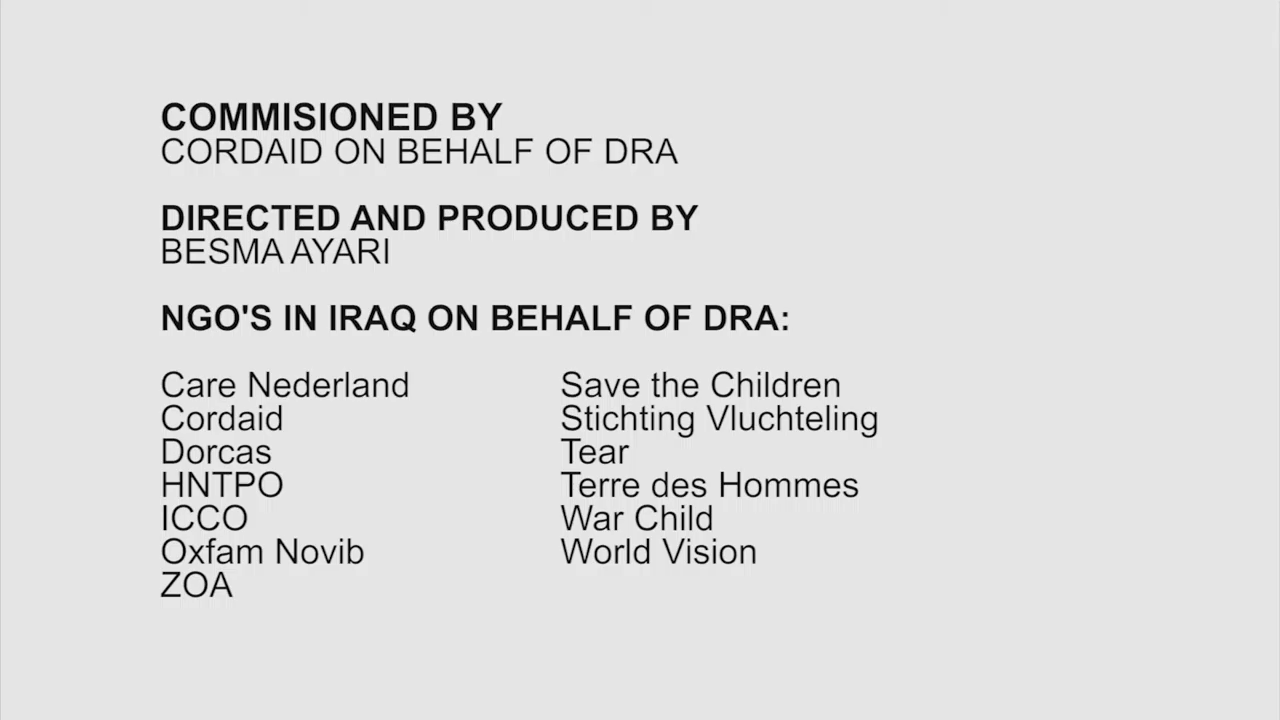 COMMISIONED BY
CORDAID ON BEHALF OF DRA
DIRECTED AND PRODUCED BY
BESMA AYARI
NGO'S IN IRAQ ON BEHALF OF DRA:
Care Nederland
Cordaid
Dorcas
HNTPO
ICCO
Oxfam Novib
ZOA
Save the Children
Stichting Vluchteling
Tear
Terre des Hommes
War Child
World Vision